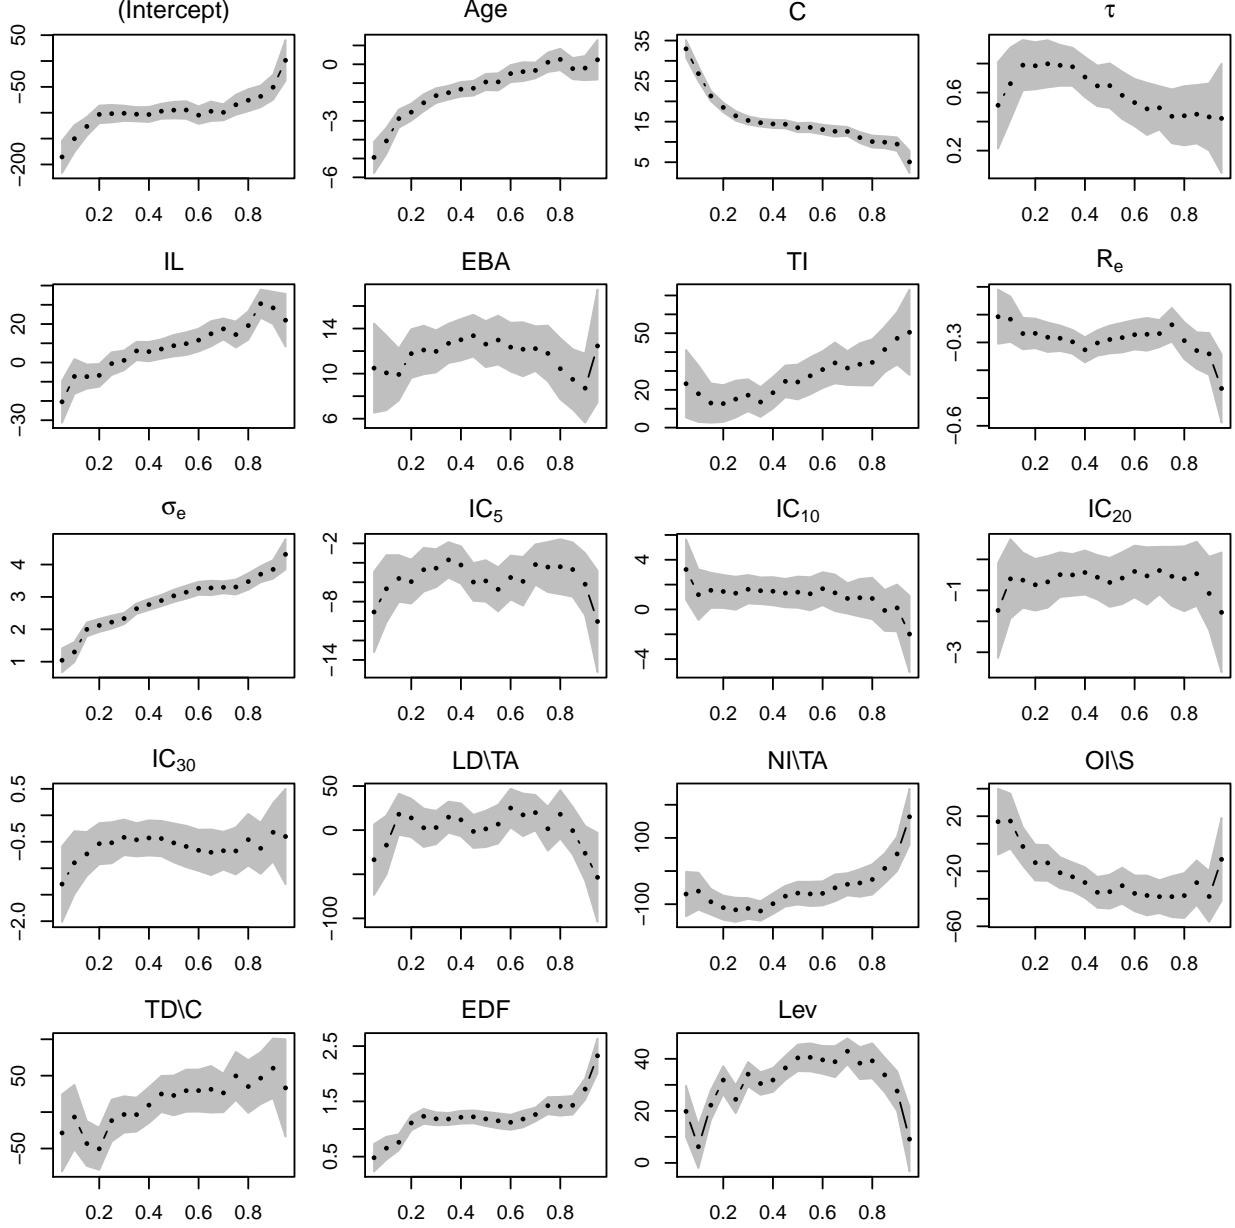 (Intercept) Age C τ
50 0 35 0.6
-50 -3 25 0.2
-200 -6 15
5
0.2 0.4 0.6 0.8 0.2 0.4 0.6 0.8 0.2 0.4 0.6 0.8 0.2 0.4 0.6 0.8
IL EBA TI Rₑ
20 14 50 -0.3
0 10 20 -0.6
-30 6 0
0.2 0.4 0.6 0.8 0.2 0.4 0.6 0.8 0.2 0.4 0.6 0.8 0.2 0.4 0.6 0.8
σₑ IC₅ IC₁₀ IC₂₀
4 -2 4 -1
3 -8 0 -3
2 -14 -4
1
0.2 0.4 0.6 0.8 0.2 0.4 0.6 0.8 0.2 0.4 0.6 0.8 0.2 0.4 0.6 0.8
IC₃₀ LD\TA NI\TA OI\S
0.5 50 100 20
-0.5 0 -100 -20
-2.0 -100 -60
0.2 0.4 0.6 0.8 0.2 0.4 0.6 0.8 0.2 0.4 0.6 0.8 0.2 0.4 0.6 0.8
TD\C EDF Lev
50 2.5 40
-50 1.5 20
0.5 0
0.2 0.4 0.6 0.8 0.2 0.4 0.6 0.8 0.2 0.4 0.6 0.8